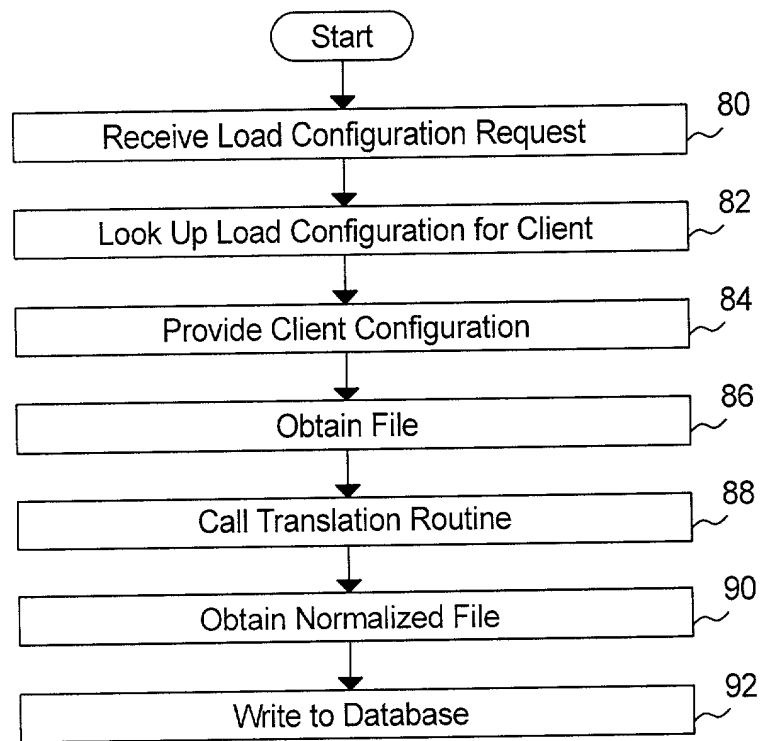 Start
Receive Load Configuration Request
80
Look Up Load Configuration for Client
82
Provide Client Configuration
84
Obtain File
86
Call Translation Routine
88
Obtain Normalized File
90
Write to Database
92